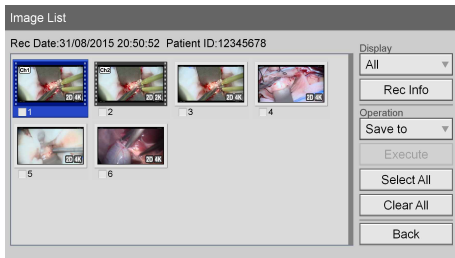 Image List
Rec Date:31/08/2015 20:50:52 Patient ID:12345678
Display
All
Rec Info
Operation
Save to
Execute
Select All
Clear All
Back
Ch1
2D 4K
1
Ch2
2D 2K
2
2D 4K
3
2D 4K
4
2D 4K
5
2D 4K
6